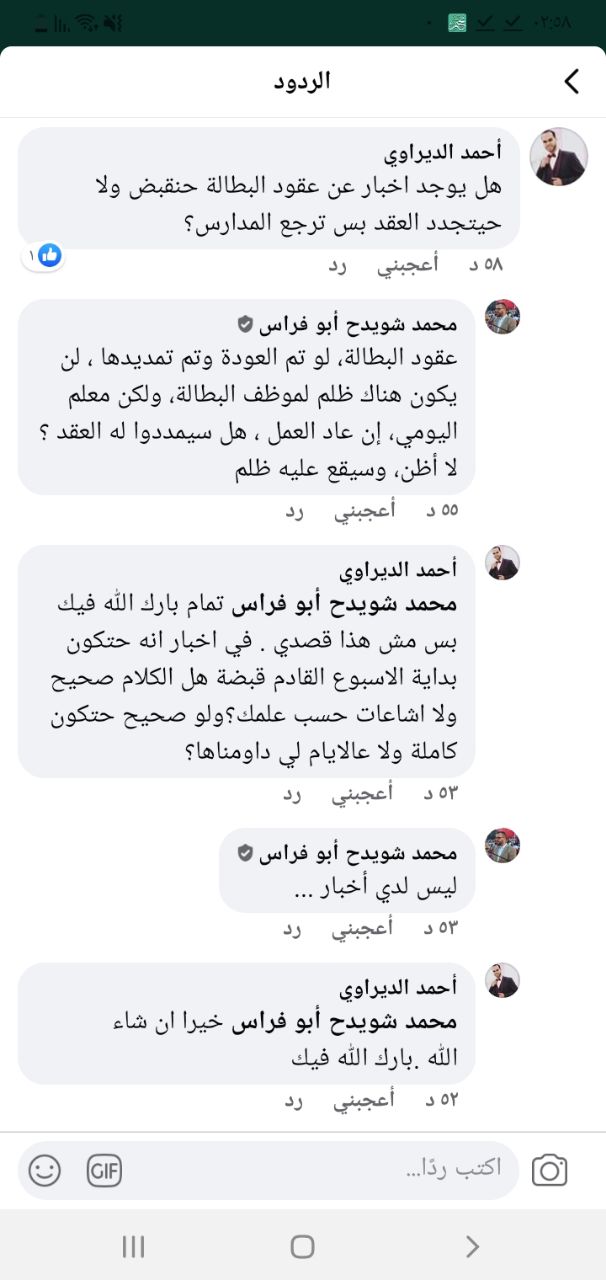 ٠٢:٥٨
الردود
أحمد الديراوي
هل يوجد اخبار عن عقود البطالة حنقبض ولا
حيتجدد العقد بس ترجع المدارس؟
١
٥٨ د أعجبني رد
محمد شويدح أبو فراس
عقود البطالة، لو تم العودة وتم تمديدها ، لن
يكون هناك ظلم لموظف البطالة، ولكن معلم
اليومي، إن عاد العمل ، هل سيمددوا له العقد ؟
لا أظن، وسيقع عليه ظلم
٥٥ د أعجبني رد
أحمد الديراوي
محمد شويدح أبو فراس تمام بارك الله فيك
بس مش هذا قصدي . في اخبار انه حتكون
بداية الاسبوع القادم قبضة هل الكلام صحيح
ولا اشاعات حسب علمك؟ولو صحيح حتكون
كاملة ولا عالايام لي داومناها؟
٥٣ د أعجبني رد
محمد شويدح أبو فراس
ليس لدي أخبار ...
٥٣ د أعجبني رد
أحمد الديراوي
محمد شويدح أبو فراس خيرا ان شاء
الله .بارك الله فيك
٥٢ د أعجبني رد
اكتب ردًا...
GIF